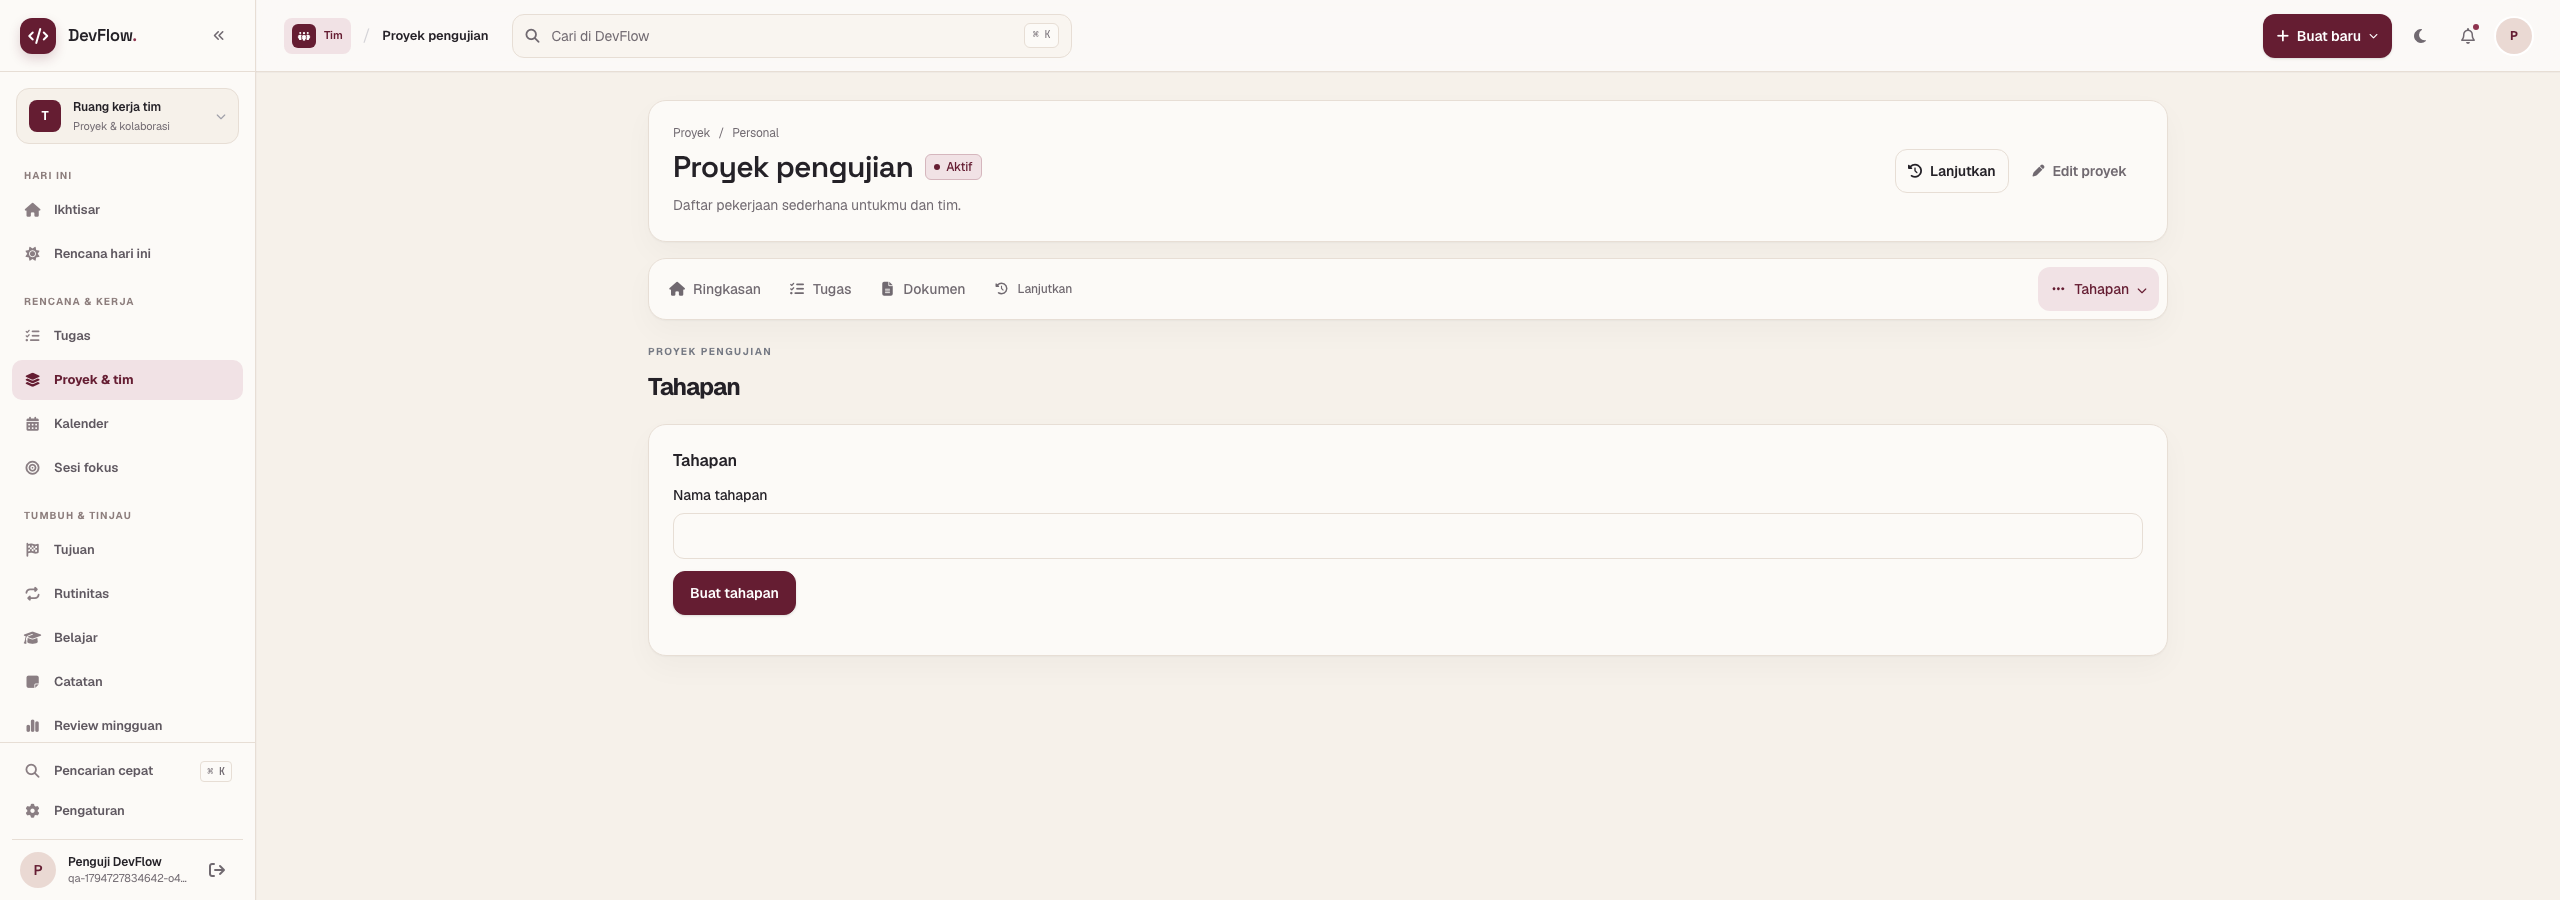 DevFlow.
Tim / Proyek pengujian
Cari di DevFlow
⌘ K
Buat baru
P
T
Ruang kerja tim
Proyek & kolaborasi
HARI INI
Ikhtisar
Rencana hari ini
RENCANA & KERJA
Tugas
Proyek & tim
Kalender
Sesi fokus
TUMBUH & TINJAU
Tujuan
Rutinitas
Belajar
Catatan
Review mingguan
Pencarian cepat
⌘ K
Pengaturan
P
Penguji DevFlow
qa-1794727834642-o4...
Proyek / Personal
Proyek pengujian
Aktif
Daftar pekerjaan sederhana untukmu dan tim.
Lanjutkan
Edit proyek
Ringkasan
Tugas
Dokumen
Lanjutkan
Tahapan
PROYEK PENGUJIAN
Tahapan
Tahapan
Nama tahapan
Buat tahapan